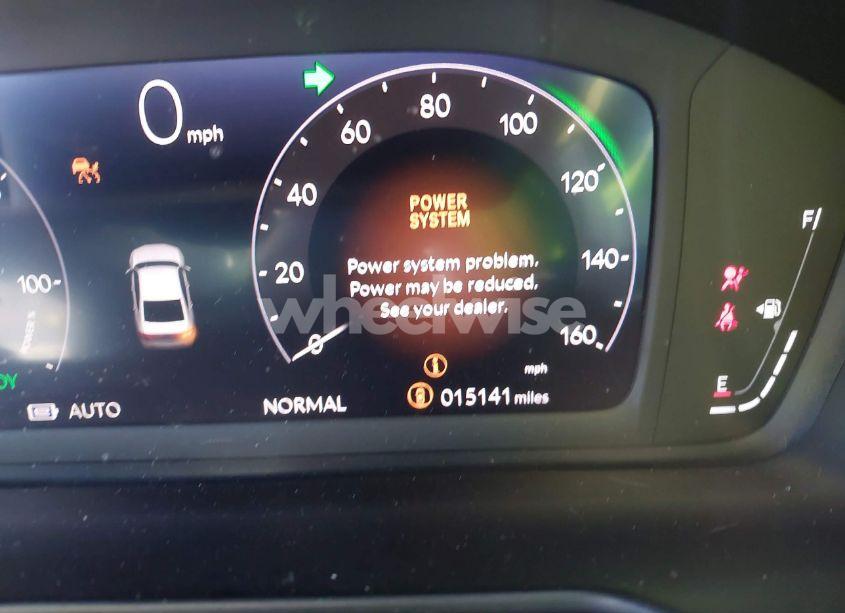 0 mph
80
60
100
40
120
POWER
SYSTEM
F
20
Power system problem.
Power may be reduced.
See your dealer.
140
100
wheelwise
0
160
POWER %
mph
E
AUTO
NORMAL
015141 miles